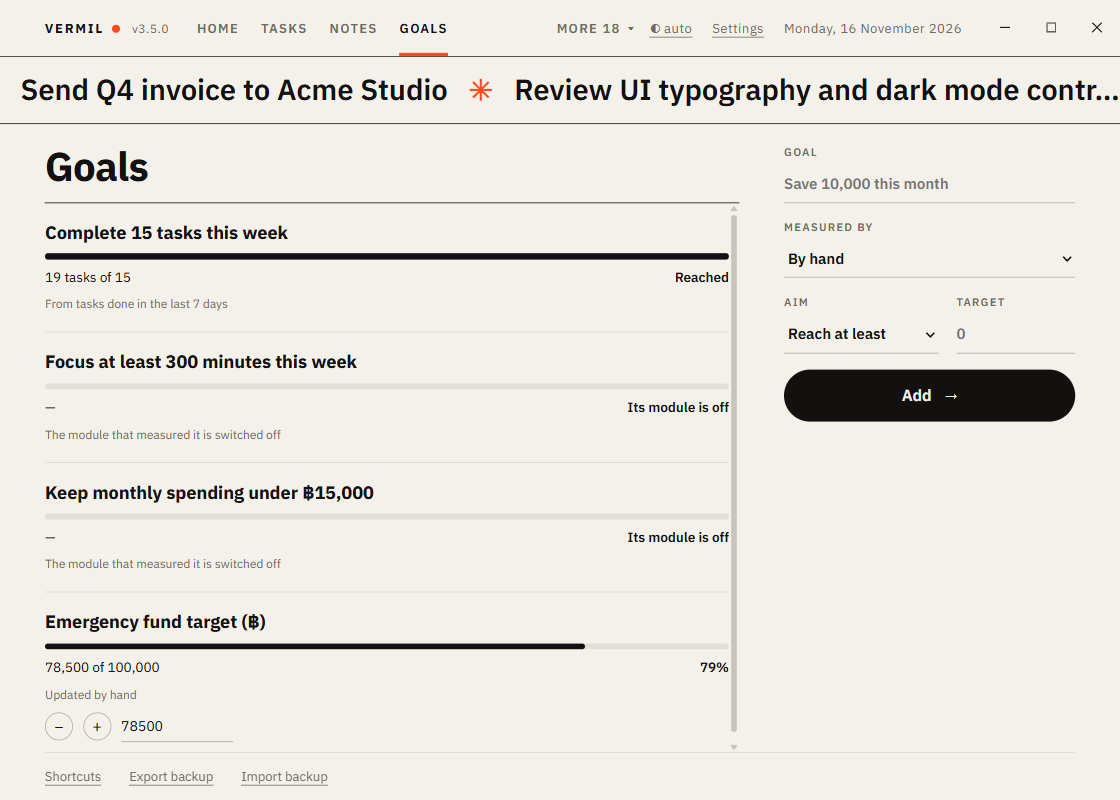 VERMIL v3.5.0 HOME TASKS NOTES GOALS MORE 18 auto Settings Monday, 16 November 2026
Send Q4 invoice to Acme Studio ✳ Review UI typography and dark mode contr...
Goals
Complete 15 tasks this week
19 tasks of 15 Reached
From tasks done in the last 7 days
Focus at least 300 minutes this week
— Its module is off
The module that measured it is switched off
Keep monthly spending under ฿15,000
— Its module is off
The module that measured it is switched off
Emergency fund target (฿)
78,500 of 100,000 79%
Updated by hand
− + 78500
GOAL
Save 10,000 this month
MEASURED BY
By hand
AIM TARGET
Reach at least 0
Add →
Shortcuts Export backup Import backup